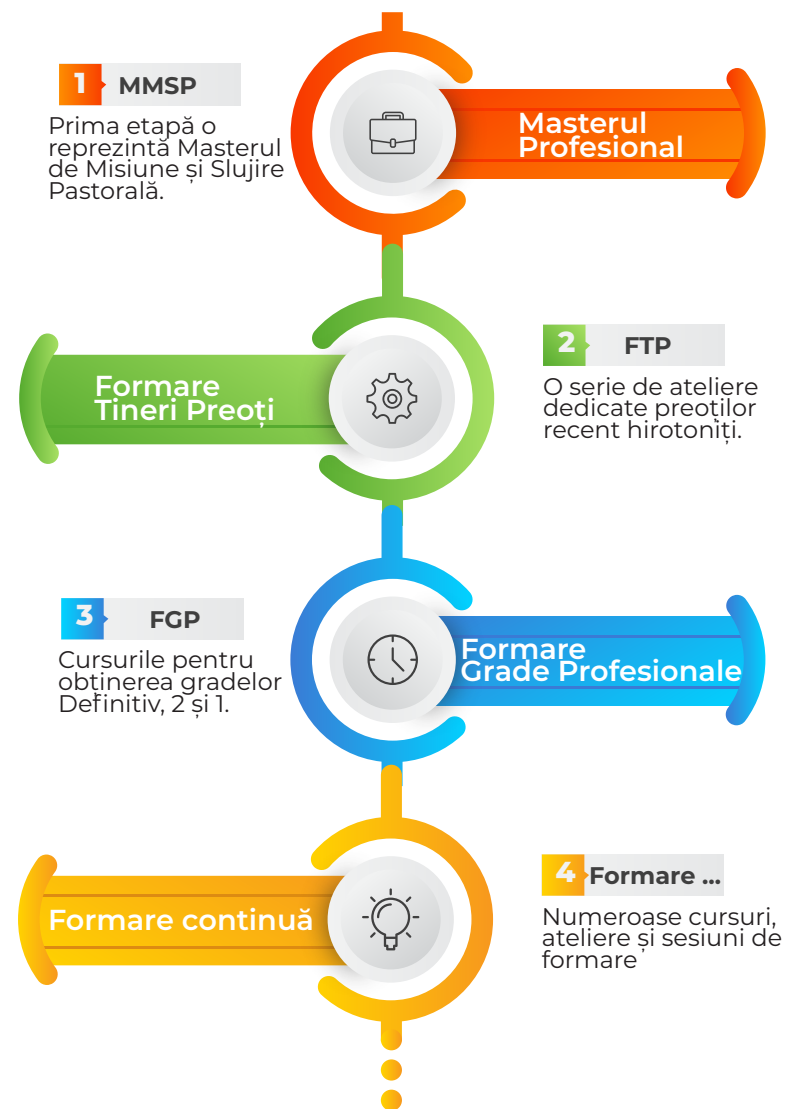 1 MMSP
Prima etapă o
reprezintă Masterul
de Misiune și Slujire
Pastorală.
Masterul
Profesional
Formare
Tineri Preoți
2 FTP
O serie de ateliere
dedicate preoților
recent hirotoniți.
3 FGP
Cursurile pentru
obținerea gradelor
Definitiv, 2 și 1.
Formare
Grade Profesionale
Formare continuă
4 Formare ...
Numeroase cursuri,
ateliere și sesiuni de
formare